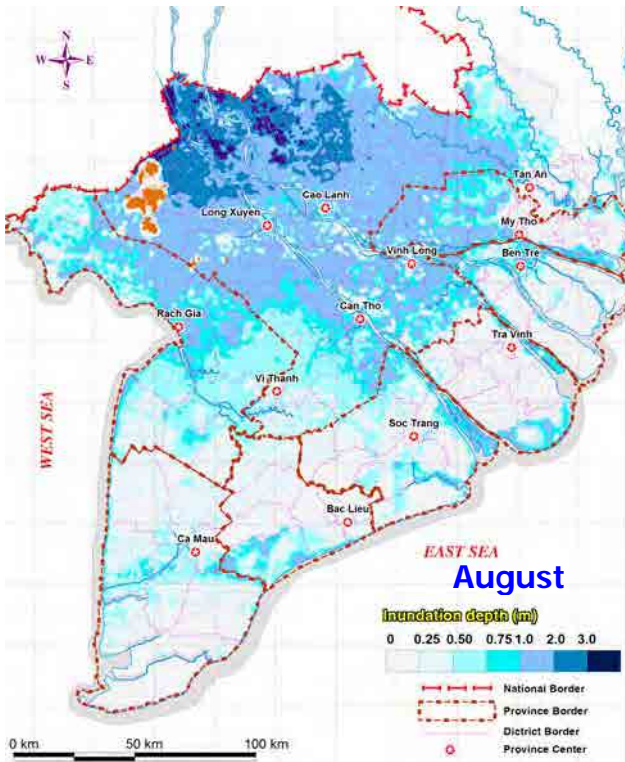 N
W E
S
Tan An
Cao Lanh
Long Xuyen
My Tho
Ben Tre
Vinh Long
Can Tho
Rach Gia
Tra Vinh
Vi Thanh
WEST SEA
Soc Trang
Bac Lieu
Ca Mau
EAST SEA
August
Inundation depth (m)
0 0.25 0.50 0.75 1.0 2.0 3.0
National Border
Province Border
Dictrict Border
Province Center
0 km 50 km 100 km